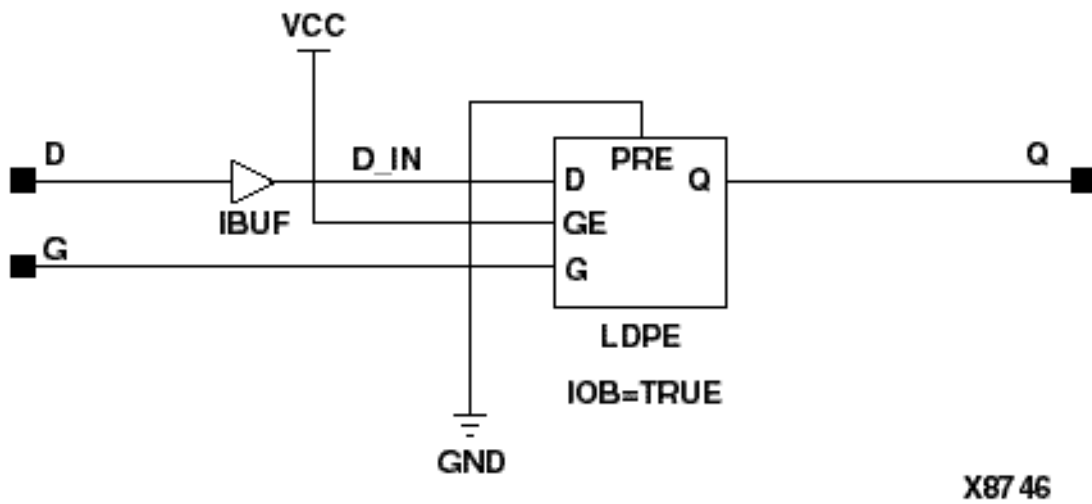 VCC
D
D_IN
PRE
D
Q
Q
IBUF
GE
G
G
LDPE
IOB=TRUE
GND
X8746